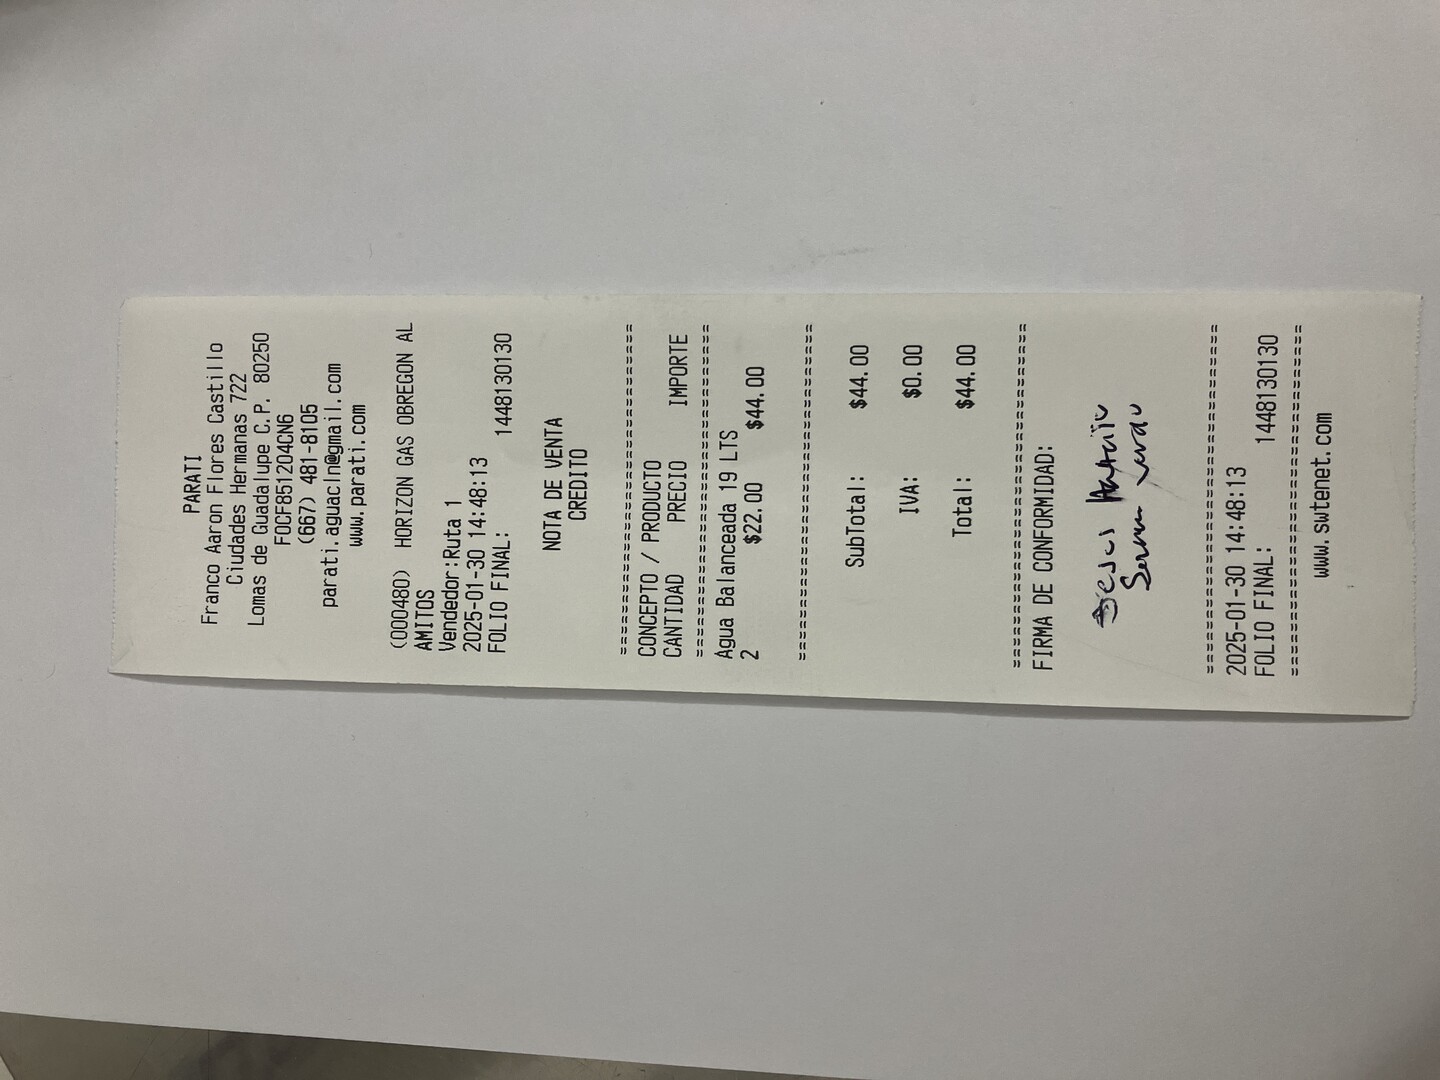 PARATI
Franco Aaron Flores Castillo
Ciudades Hermanas 722
Lomas de Guadalupe C.P. 80250
FOCF851204CN6
(667) 481-8105
parati.aguacln@gmail.com
www.parati.com
(000480) HORIZON GAS OBREGON AL
AMITOS
Vendedor:Ruta 1
2025-01-30 14:48:13
FOLIO FINAL: 1448130130
NOTA DE VENTA
CREDITO
==============================
CONCEPTO / PRODUCTO
CANTIDAD PRECIO IMPORTE
==============================
Agua Balanceada 19 LTS
2 $22.00 $44.00
==============================
SubTotal: $44.00
IVA: $0.00
Total: $44.00
==============================
FIRMA DE CONFORMIDAD:
==============================
2025-01-30 14:48:13
FOLIO FINAL: 1448130130
==============================
www.swtenet.com